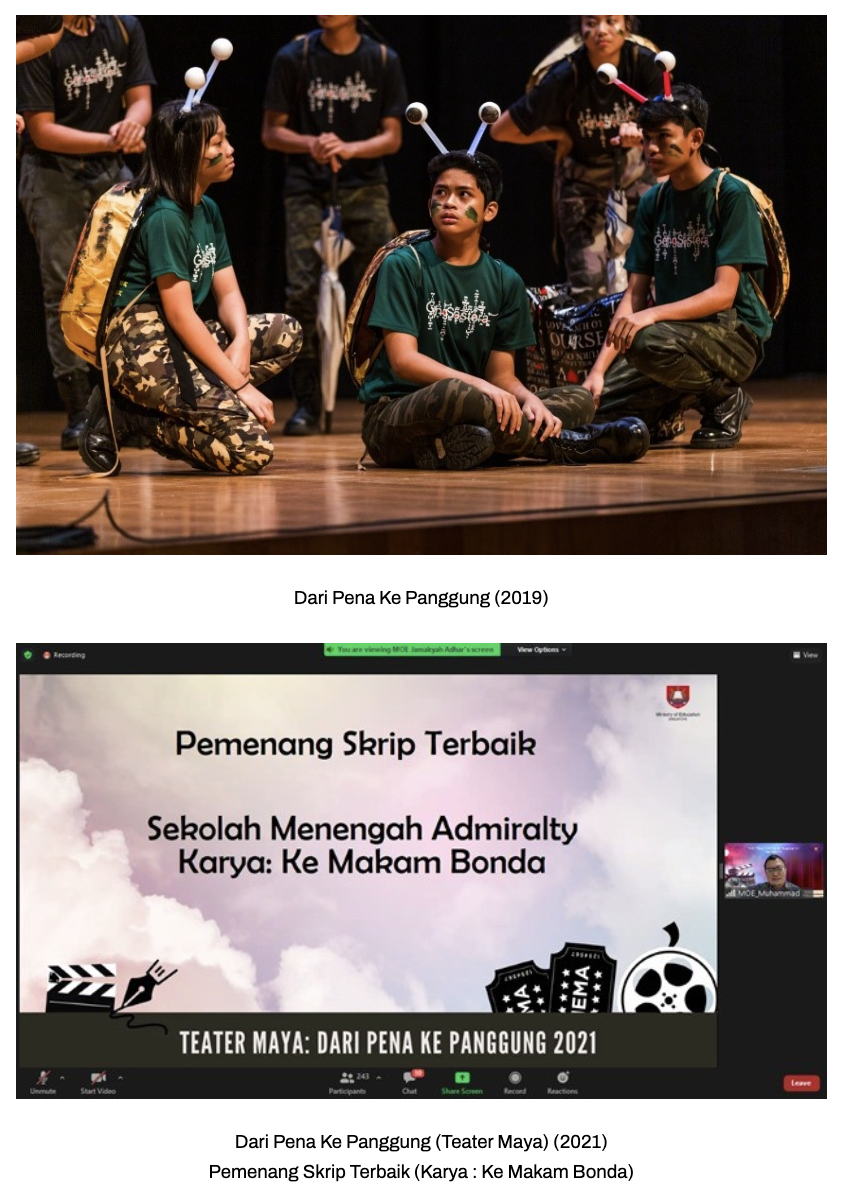 GengSastera
GengSastera
Dari Pena Ke Panggung (2019)
Recording
You are viewing MOE Jamaliyah Adhar's screen
View Options
View
Ministry of Education
SINGAPORE
Pemenang Skrip Terbaik
Sekolah Menengah Admiralty
Karya: Ke Makam Bonda
MOE_Muhammad
TEATER MAYA: DARI PENA KE PANGGUNG 2021
Unmute
Start Video
243
Participants
Chat
Share Screen
Record
Reactions
Leave
Dari Pena Ke Panggung (Teater Maya) (2021)
Pemenang Skrip Terbaik (Karya : Ke Makam Bonda)